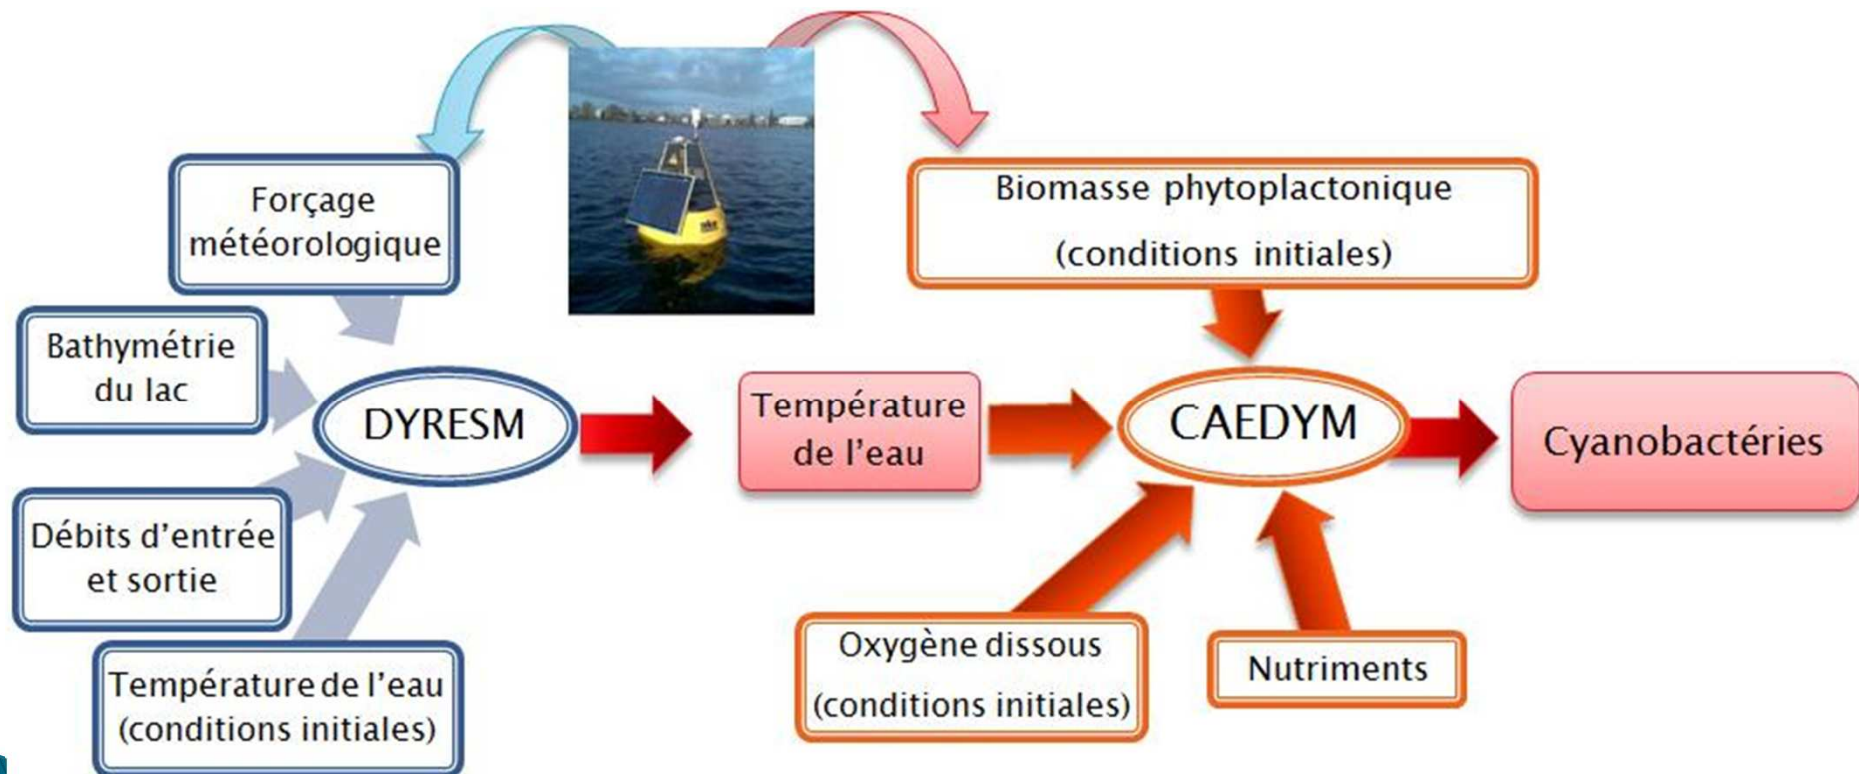 Forçage
météorologique
Biomasse phytoplactonique
(conditions initiales)
Bathymétrie
du lac
DYRESM
Température
de l'eau
CAEDYM
Cyanobactéries
Débits d'entrée
et sortie
Température de l'eau
(conditions initiales)
Oxygène dissous
(conditions initiales)
Nutriments